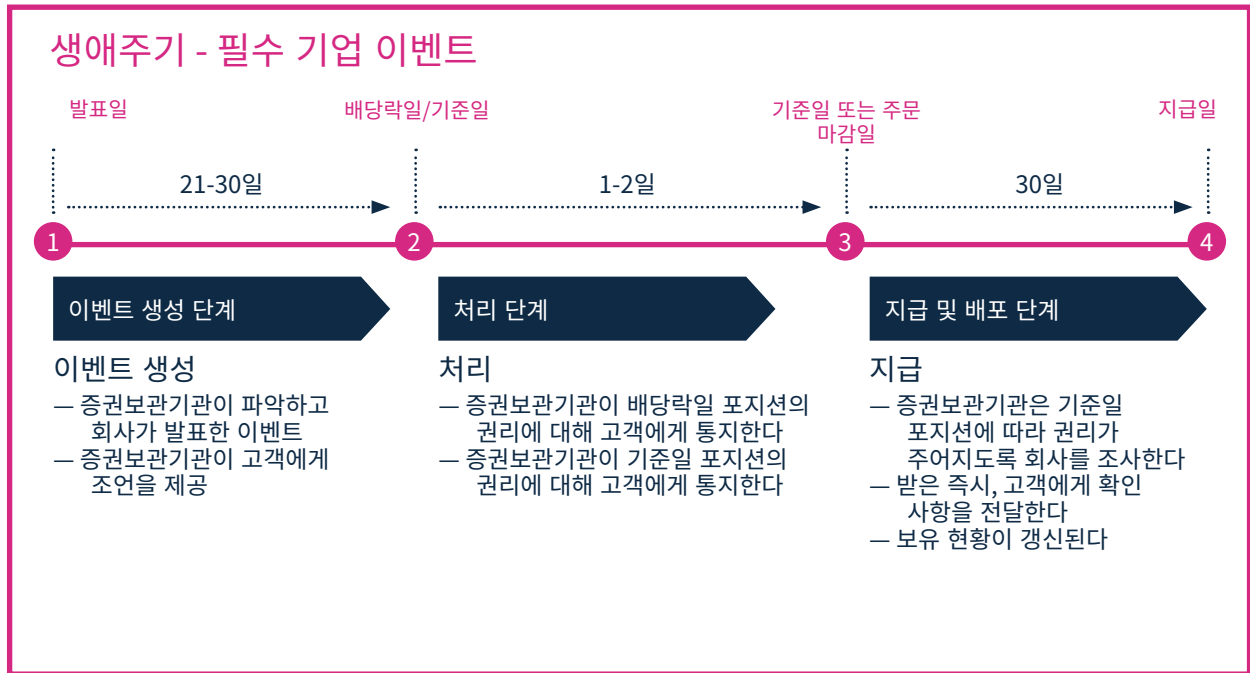 생애주기 - 필수 기업 이벤트
발표일
배당락일/기준일
기준일 또는 주문
마감일
지급일
21-30일
1-2일
30일
1
2
3
4
이벤트 생성 단계
처리 단계
지급 및 배포 단계
이벤트 생성
— 증권보관기관이 파악하고
회사가 발표한 이벤트
— 증권보관기관이 고객에게
조언을 제공
처리
— 증권보관기관이 배당락일 포지션의
권리에 대해 고객에게 통지한다
— 증권보관기관이 기준일 포지션의
권리에 대해 고객에게 통지한다
지급
— 증권보관기관은 기준일
포지션에 따라 권리가
주어지도록 회사를 조사한다
— 받은 즉시, 고객에게 확인
사항을 전달한다
— 보유 현황이 갱신된다